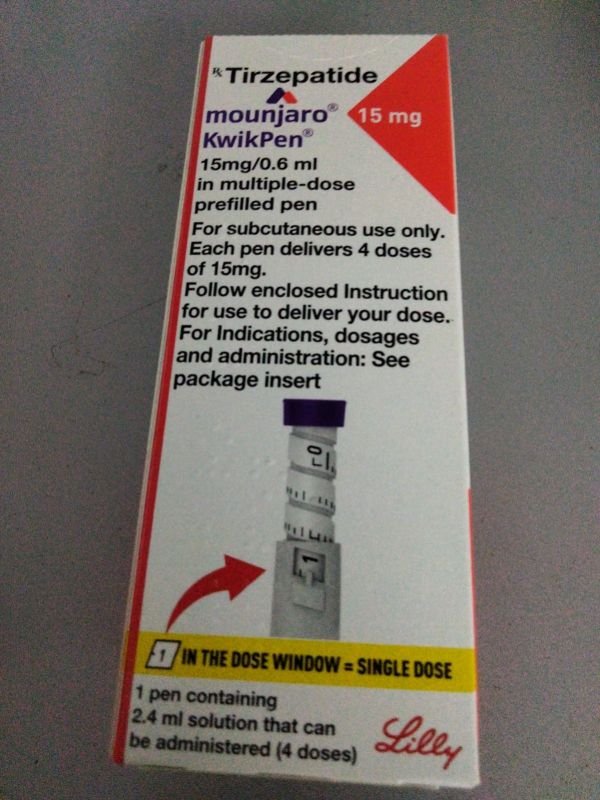 Rx Tirzepatide
mounjaro®
KwikPen®
15 mg
15mg/0.6 ml
in multiple-dose
prefilled pen
For subcutaneous use only.
Each pen delivers 4 doses
of 15mg.
Follow enclosed Instruction
for use to deliver your dose.
For Indications, dosages
and administration: See
package insert
1
1 IN THE DOSE WINDOW = SINGLE DOSE
1 pen containing
2.4 ml solution that can
be administered (4 doses)
Lilly